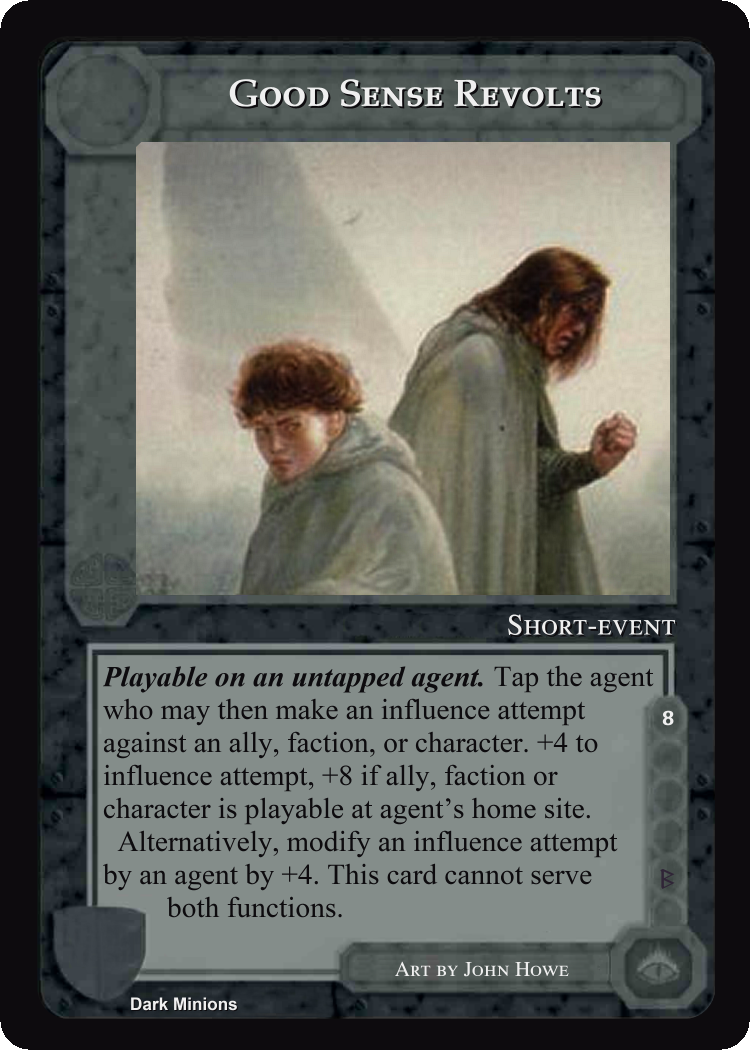 Good Sense Revolts
Short-event
Playable on an untapped agent. Tap the agent
who may then make an influence attempt
against an ally, faction, or character. +4 to
influence attempt, +8 if ally, faction or
character is playable at agent's home site.
Alternatively, modify an influence attempt
by an agent by +4. This card cannot serve
both functions.
8
Art by John Howe
Dark Minions